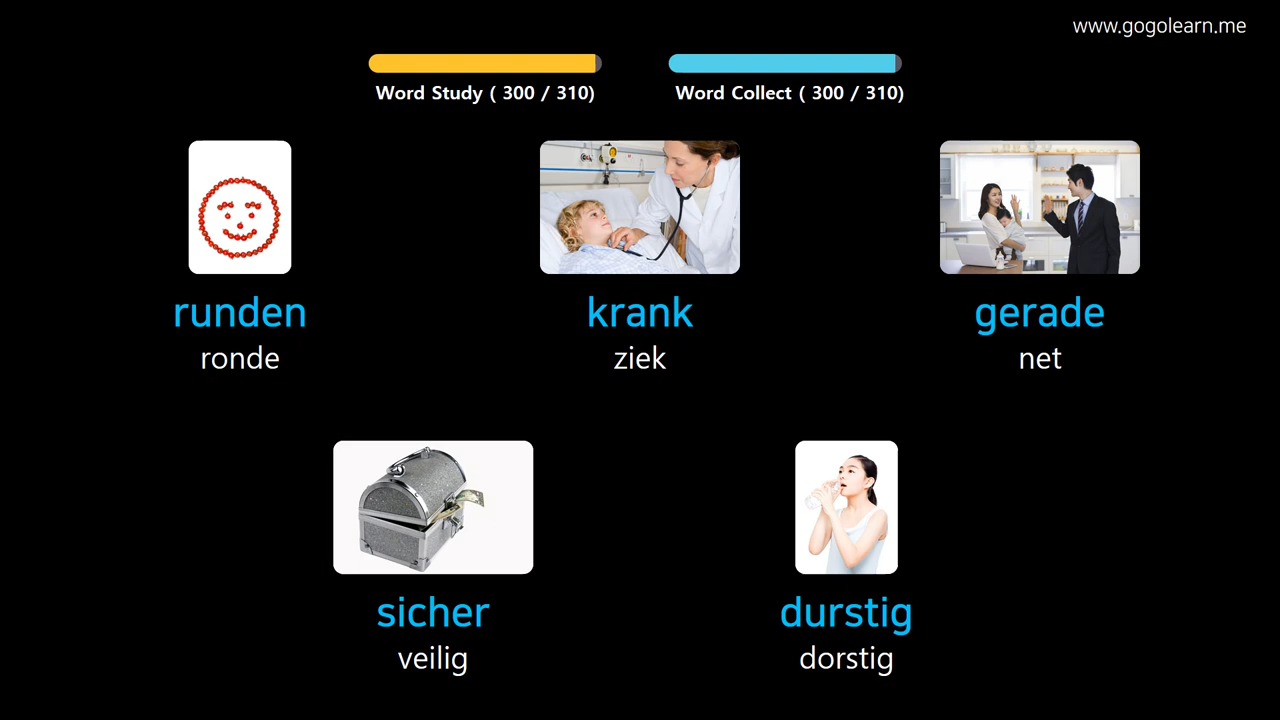 www.gogolearn.me
Word Study ( 300 / 310)
Word Collect ( 300 / 310)
runden
ronde
krank
ziek
gerade
net
sicher
veilig
durstig
dorstig